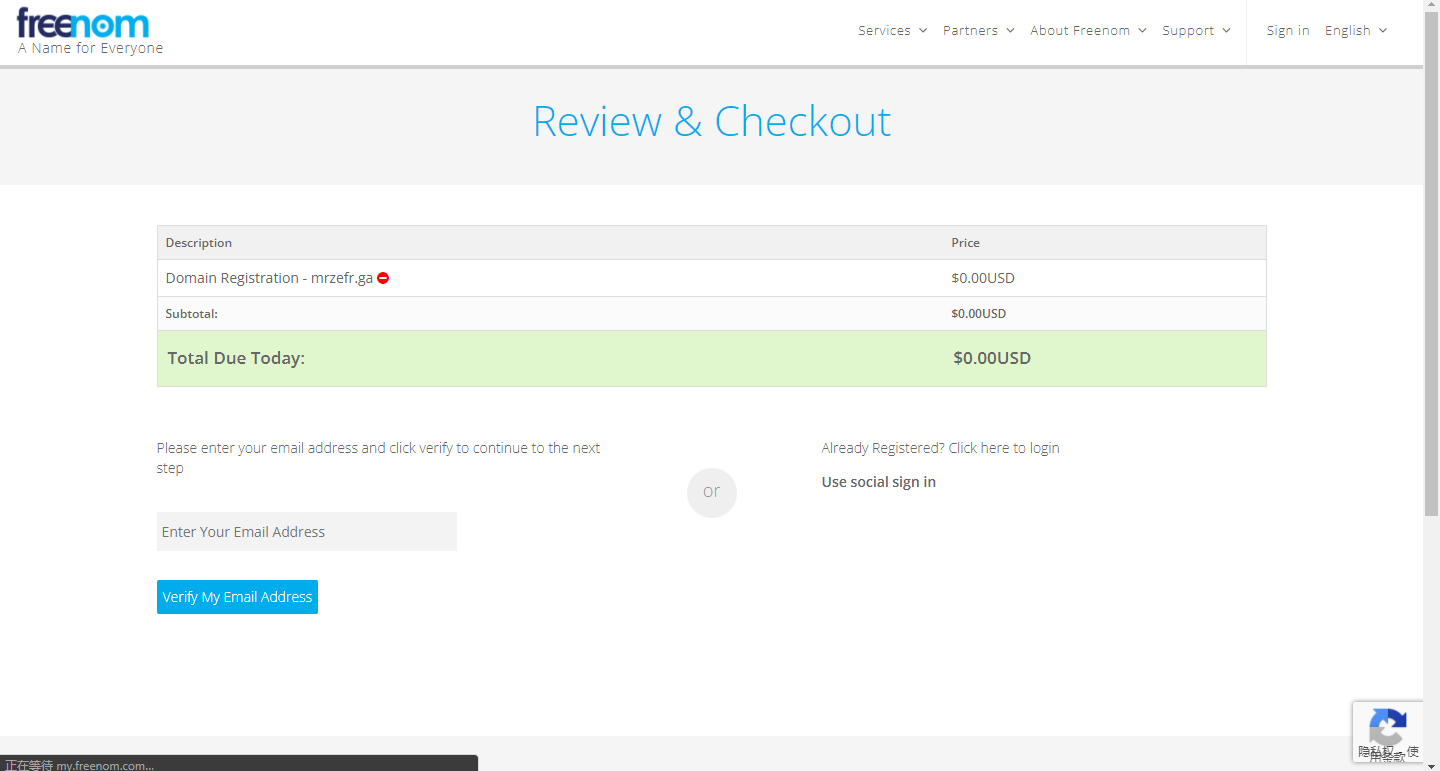 freenom
A Name for Everyone
Services Partners About Freenom Support Sign in English
Review & Checkout
Description Price
Domain Registration - mrzefr.ga $0.00USD
Subtotal: $0.00USD
Total Due Today: $0.00USD
Please enter your email address and click verify to continue to the next
step
or
Already Registered? Click here to login
Use social sign in
Enter Your Email Address
Verify My Email Address
隐私权 - 使
用条款
正在等待 my.freenom.com...